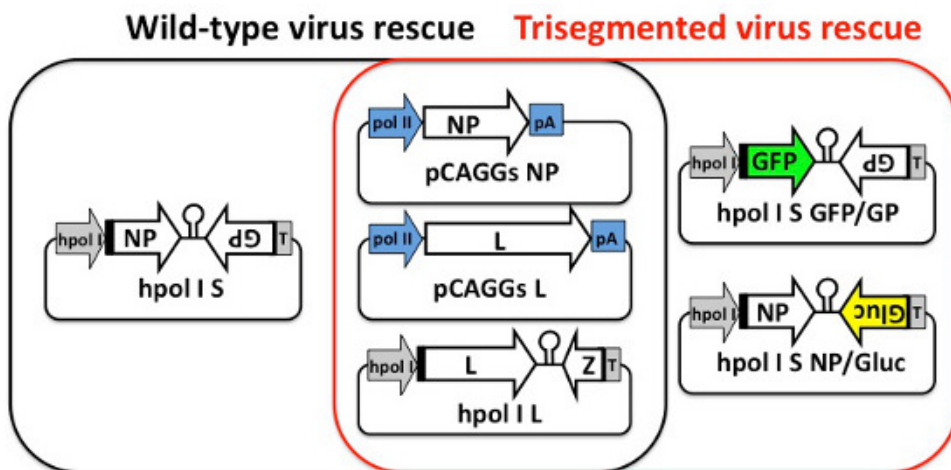 Wild-type virus rescue
Trisegmented virus rescue
hpol I NP GP T
hpol I S
pol II NP pA
pCAGGs NP
pol II L pA
pCAGGs L
hpol I L Z T
hpol I L
hpol I GFP GP T
hpol I S GFP/GP
hpol I NP Gluc T
hpol I S NP/Gluc